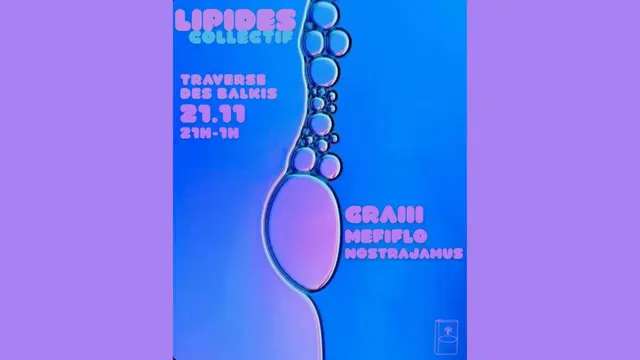 LIPIDES
COLLECTIF
TRAVERSE
DES BALKIS
21.11
21H-1H
GRAIII
MEFIFLO
NOSTRAJAMUS